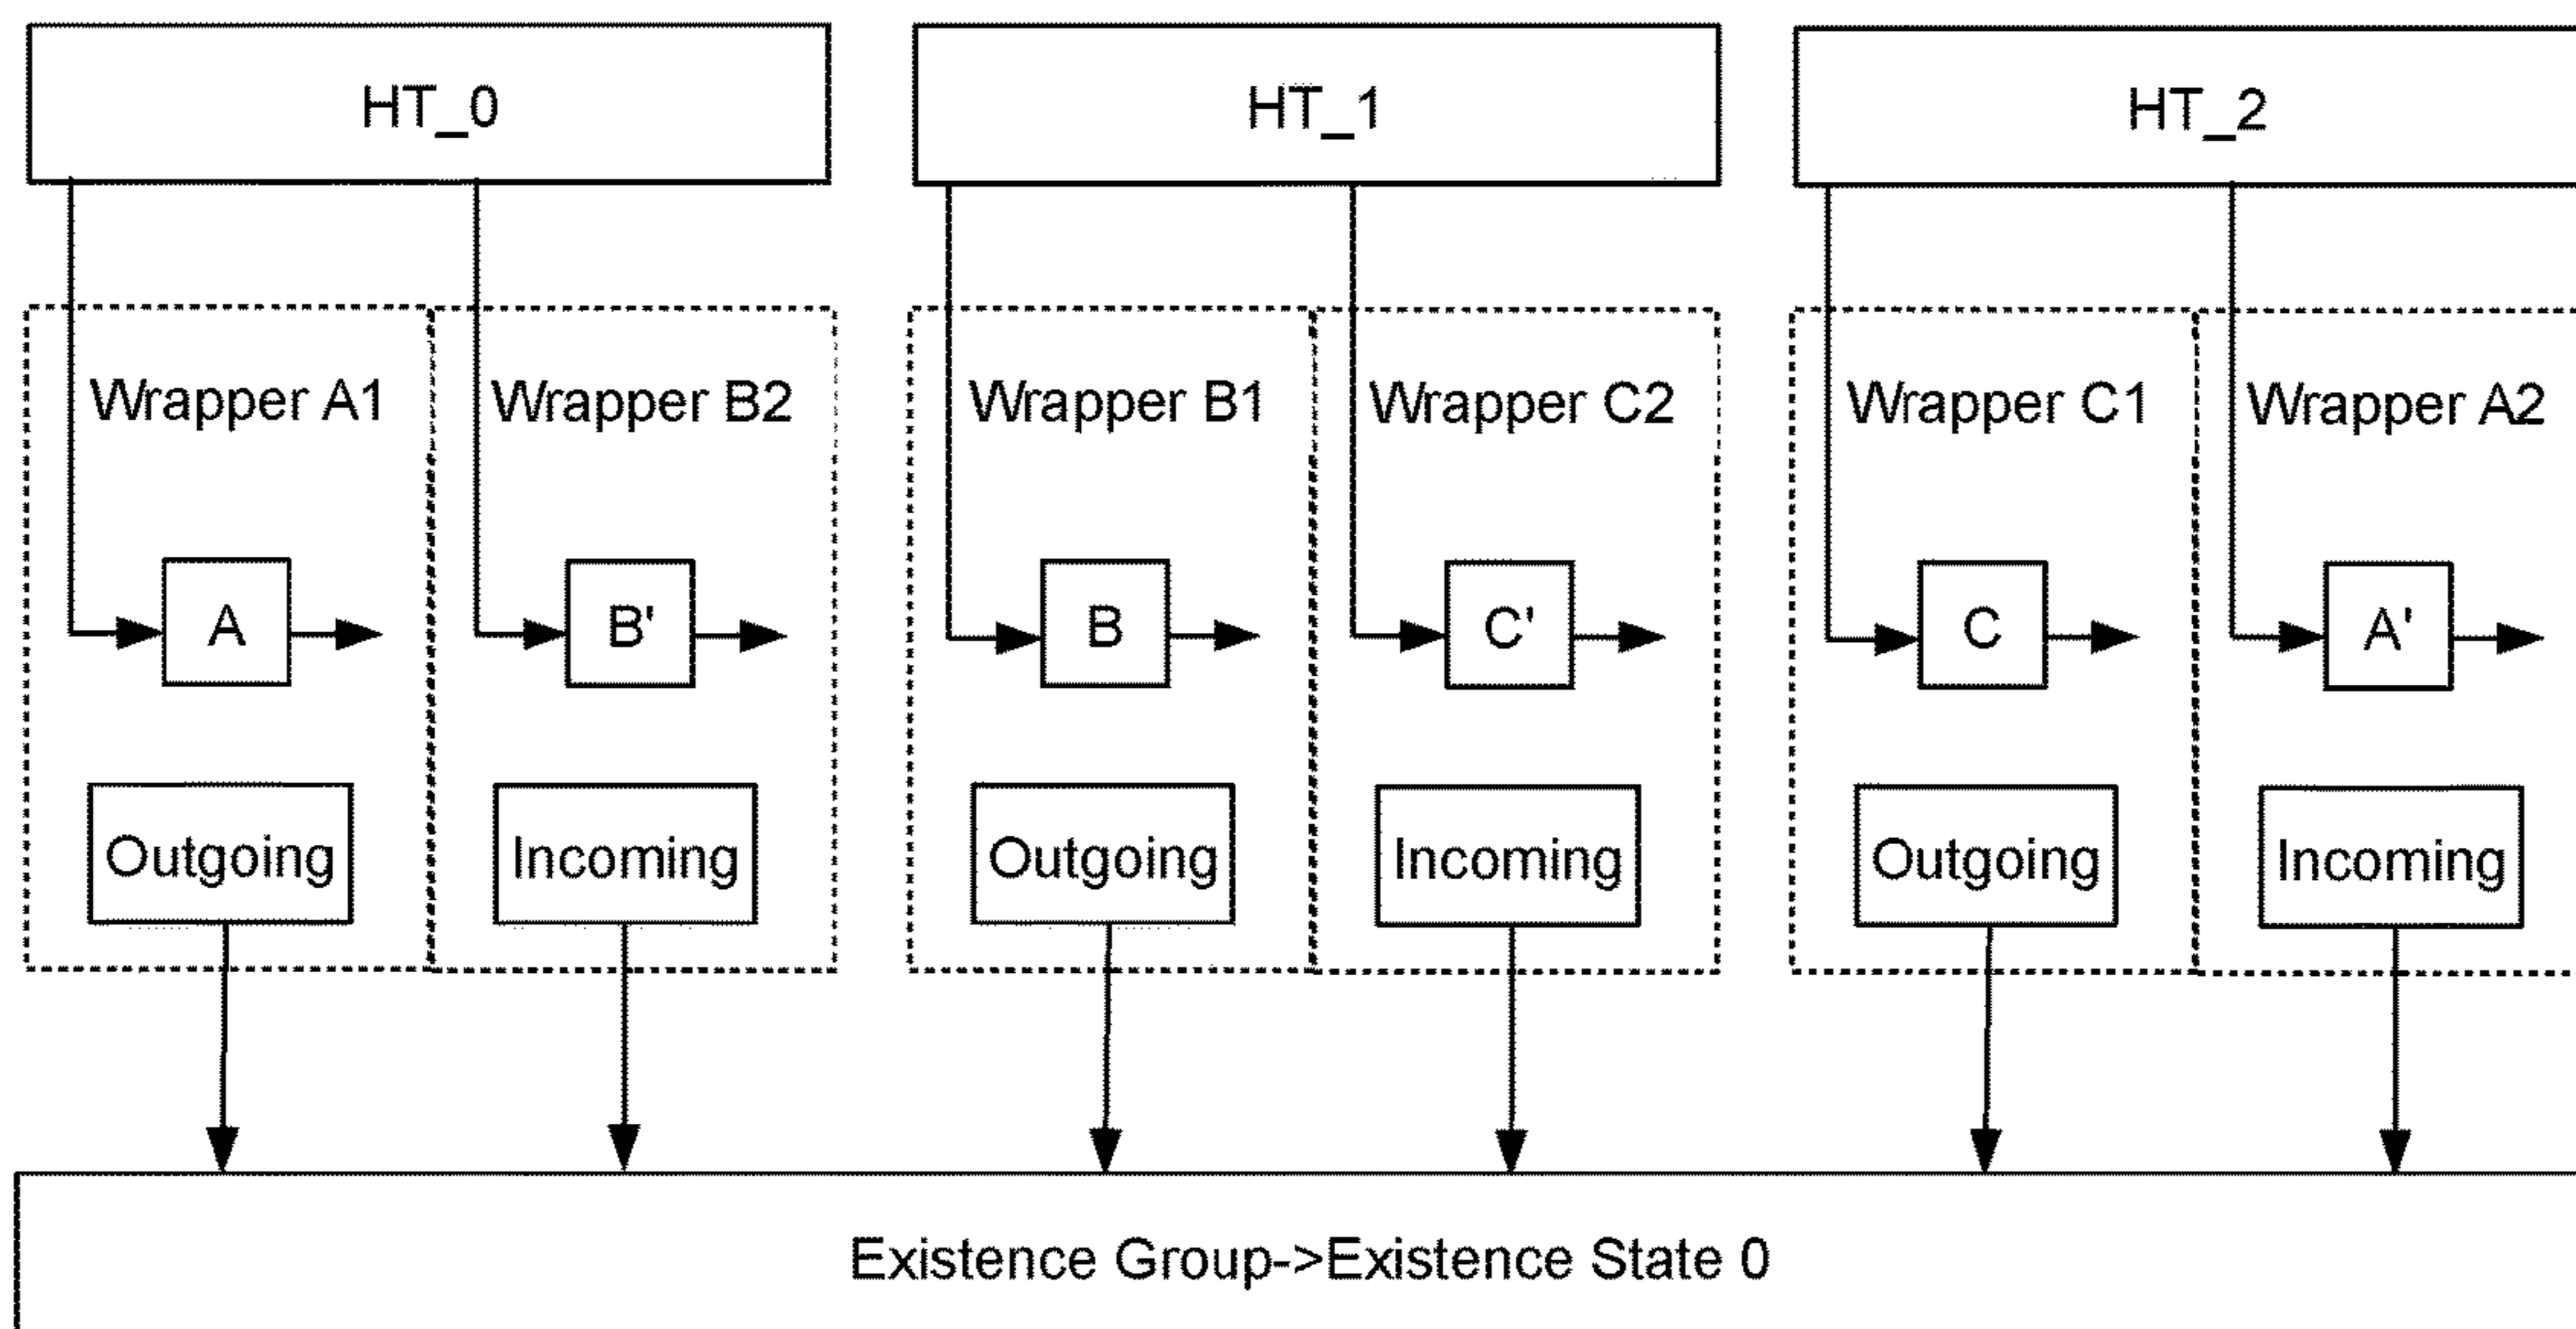 HT_0 HT_1 HT_2
Wrapper A1 Wrapper B2 Wrapper B1 Wrapper C2 Wrapper C1 Wrapper A2
A B' B C' C A'
Outgoing Incoming Outgoing Incoming Outgoing Incoming
Existence Group->Existence State 0